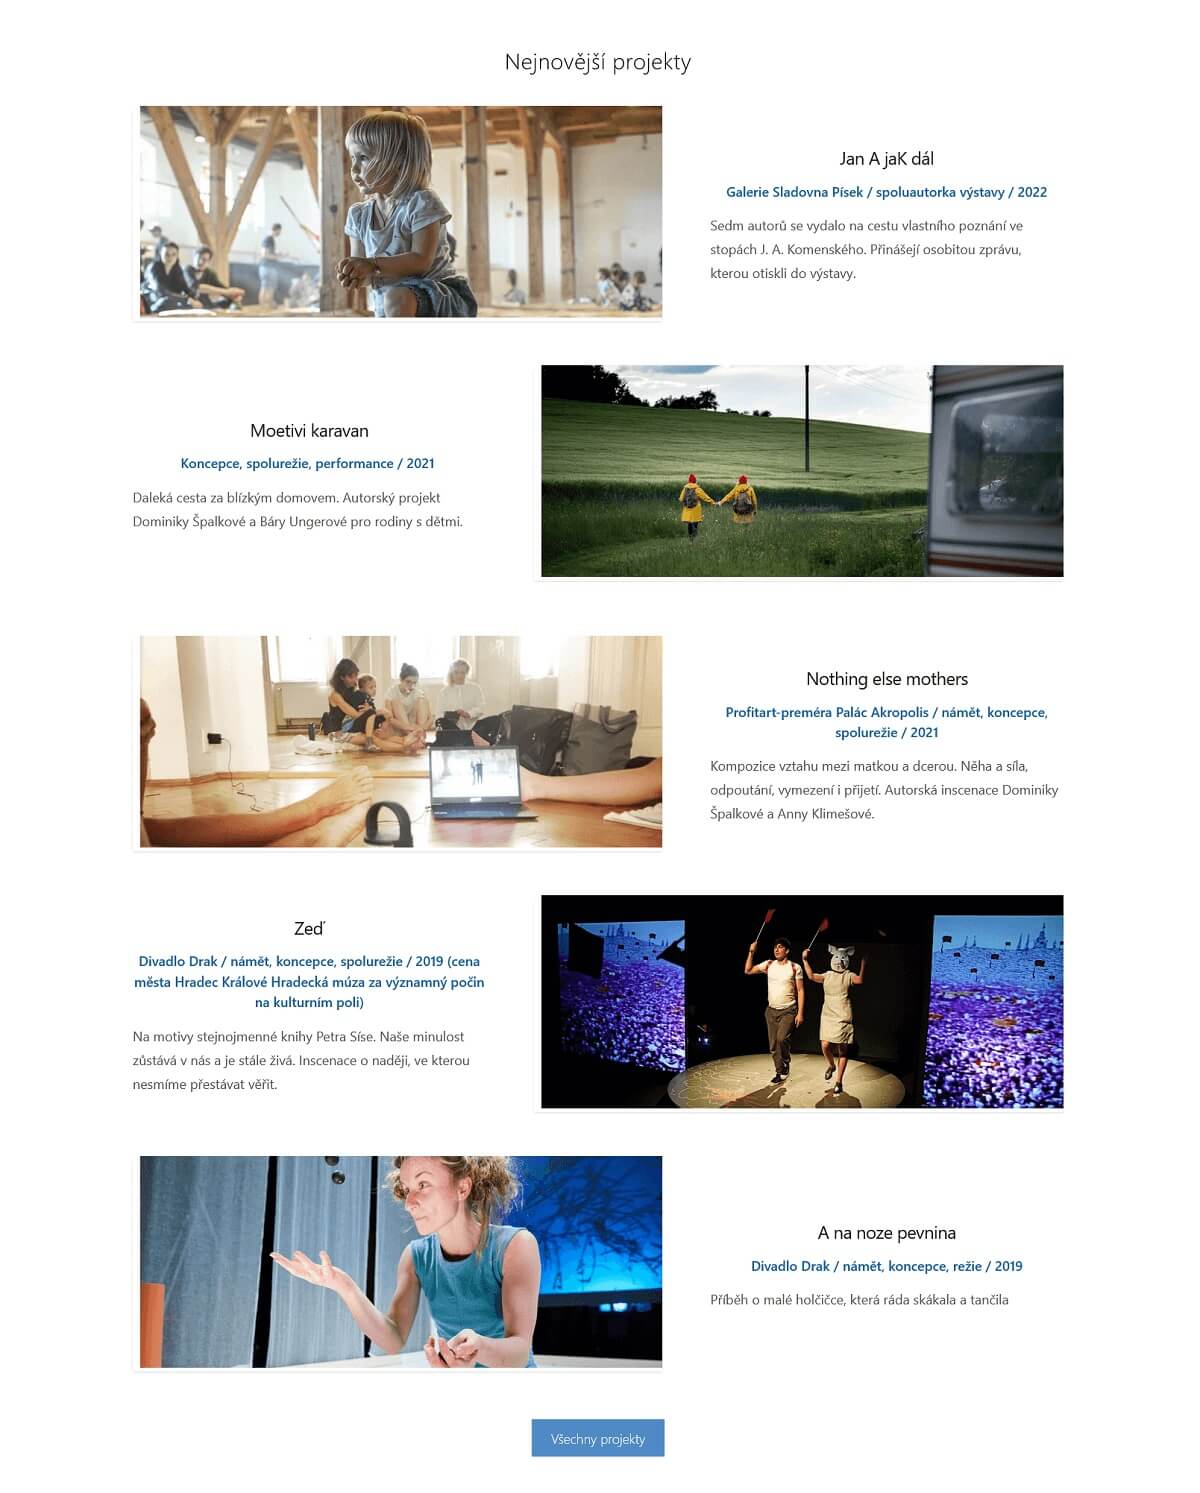 Nejnovější projekty
Jan A jaK dál
Galerie Sladovna Písek / spoluautorka výstavy / 2022
Sedm autorů se vydalo na cestu vlastního poznání ve
stopách J. A. Komenského. Přinášejí osobitou zprávu,
kterou otiskli do výstavy.
Moetivi karavan
Koncepce, spolurežie, performance / 2021
Daleká cesta za blízkým domovem. Autorský projekt
Dominiky Špalkové a Báry Ungerové pro rodiny s dětmi.
Nothing else mothers
Profitart-preméra Palác Akropolis / námět, koncepce,
spolurežie / 2021
Kompozice vztahu mezi matkou a dcerou. Něha a síla,
odpoutání, vymezení i přijetí. Autorská inscenace Dominiky
Špalkové a Anny Klimešové.
Zeď
Divadlo Drak / námět, koncepce, spolurežie / 2019 (cena
města Hradec Králové Hradecká múza za významný počin
na kulturním poli)
Na motivy stejnojmenné knihy Petra Síse. Naše minulost
zůstává v nás a je stále živá. Inscenace o naději, ve kterou
nesmíme přestávat věřit.
A na noze pevnina
Divadlo Drak / námět, koncepce, režie / 2019
Příběh o malé holčičce, která ráda skákala a tančila
Všechny projekty